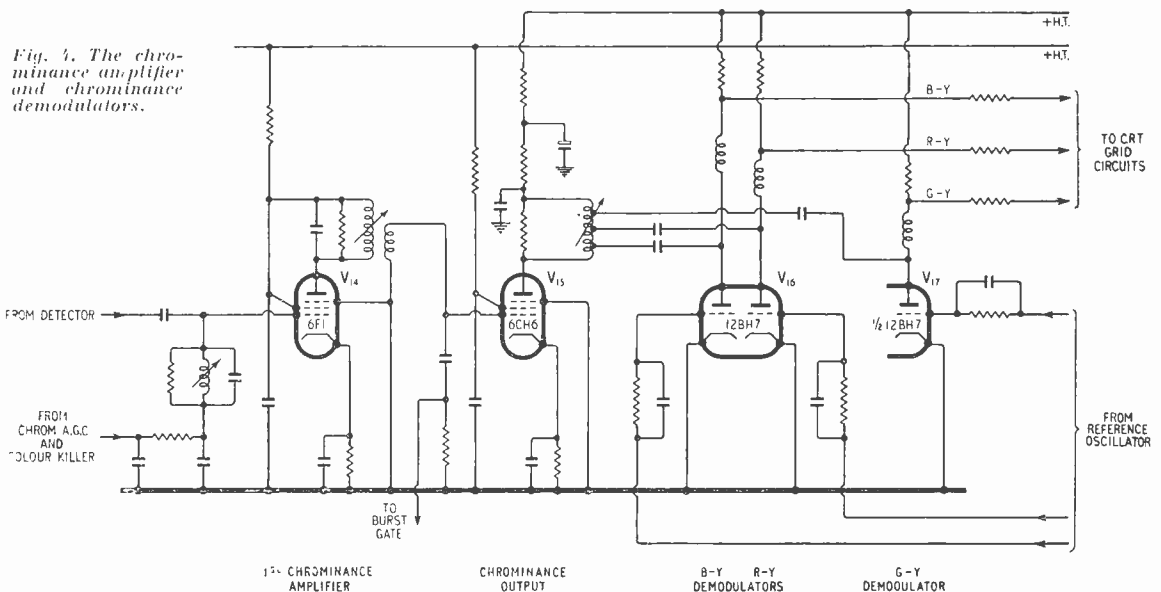 Fig. 4. The chro-
minance amplifier
and chrominance
demodulators.
+H.T.
+H.T.
B-Y
R-Y
G-Y
TO CRT
GRID
CIRCUITS
V14
6F1
V15
6CH6
V16
12BH7
V17
½12BH7
FROM DETECTOR
FROM
CHROM A.G.C
AND
COLOUR KILLER
TO
BURST
GATE
FROM
REFERENCE
OSCILLATOR
1ST CHROMINANCE
AMPLIFIER
CHROMINANCE
OUTPUT
B-Y R-Y
DEMODULATORS
G-Y
DEMODULATOR